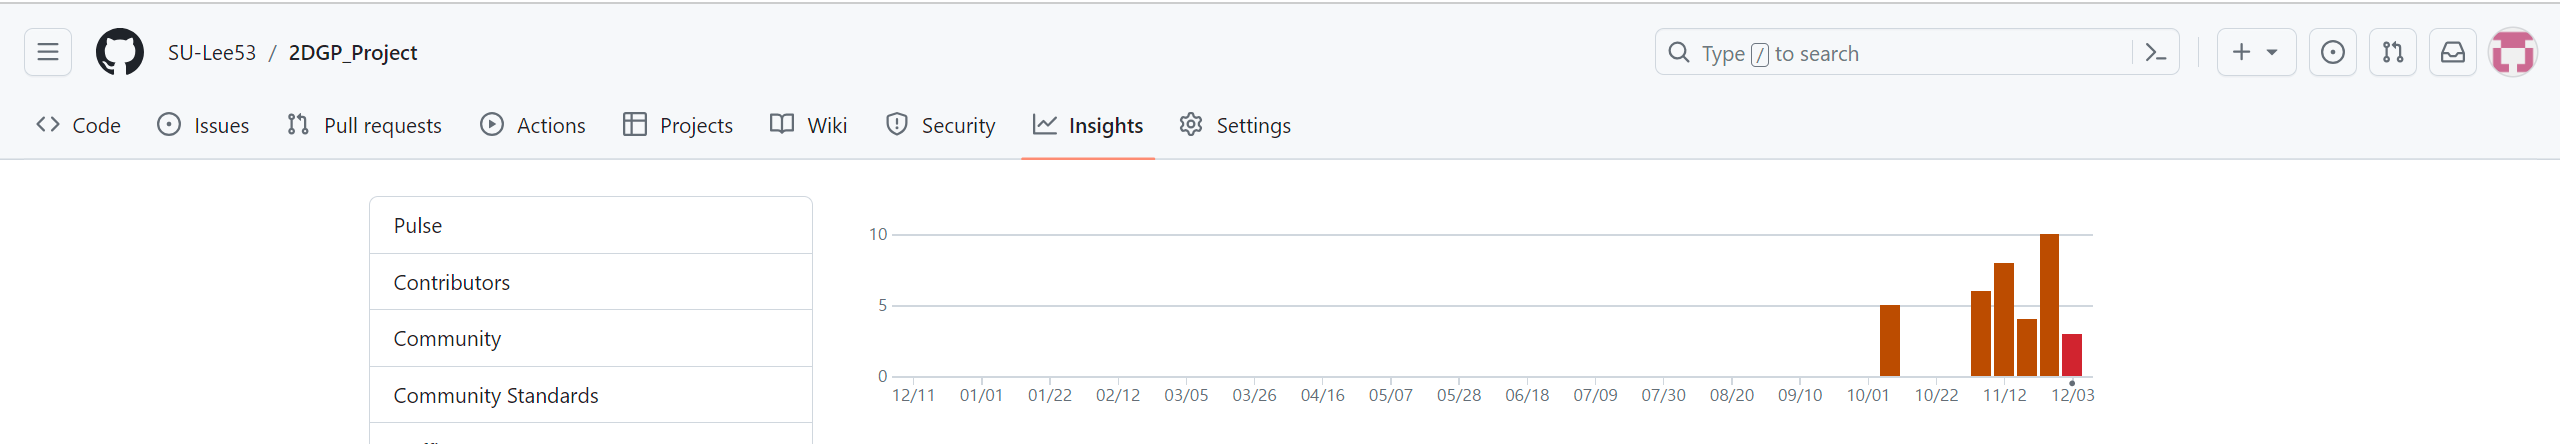 SU-Lee53 / 2DGP_Project
Type / to search
Code Issues Pull requests Actions Projects Wiki Security Insights Settings
Pulse
Contributors
Community
Community Standards
10
5
0
12/11 01/01 01/22 02/12 03/05 03/26 04/16 05/07 05/28 06/18 07/09 07/30 08/20 09/10 10/01 10/22 11/12 12/03